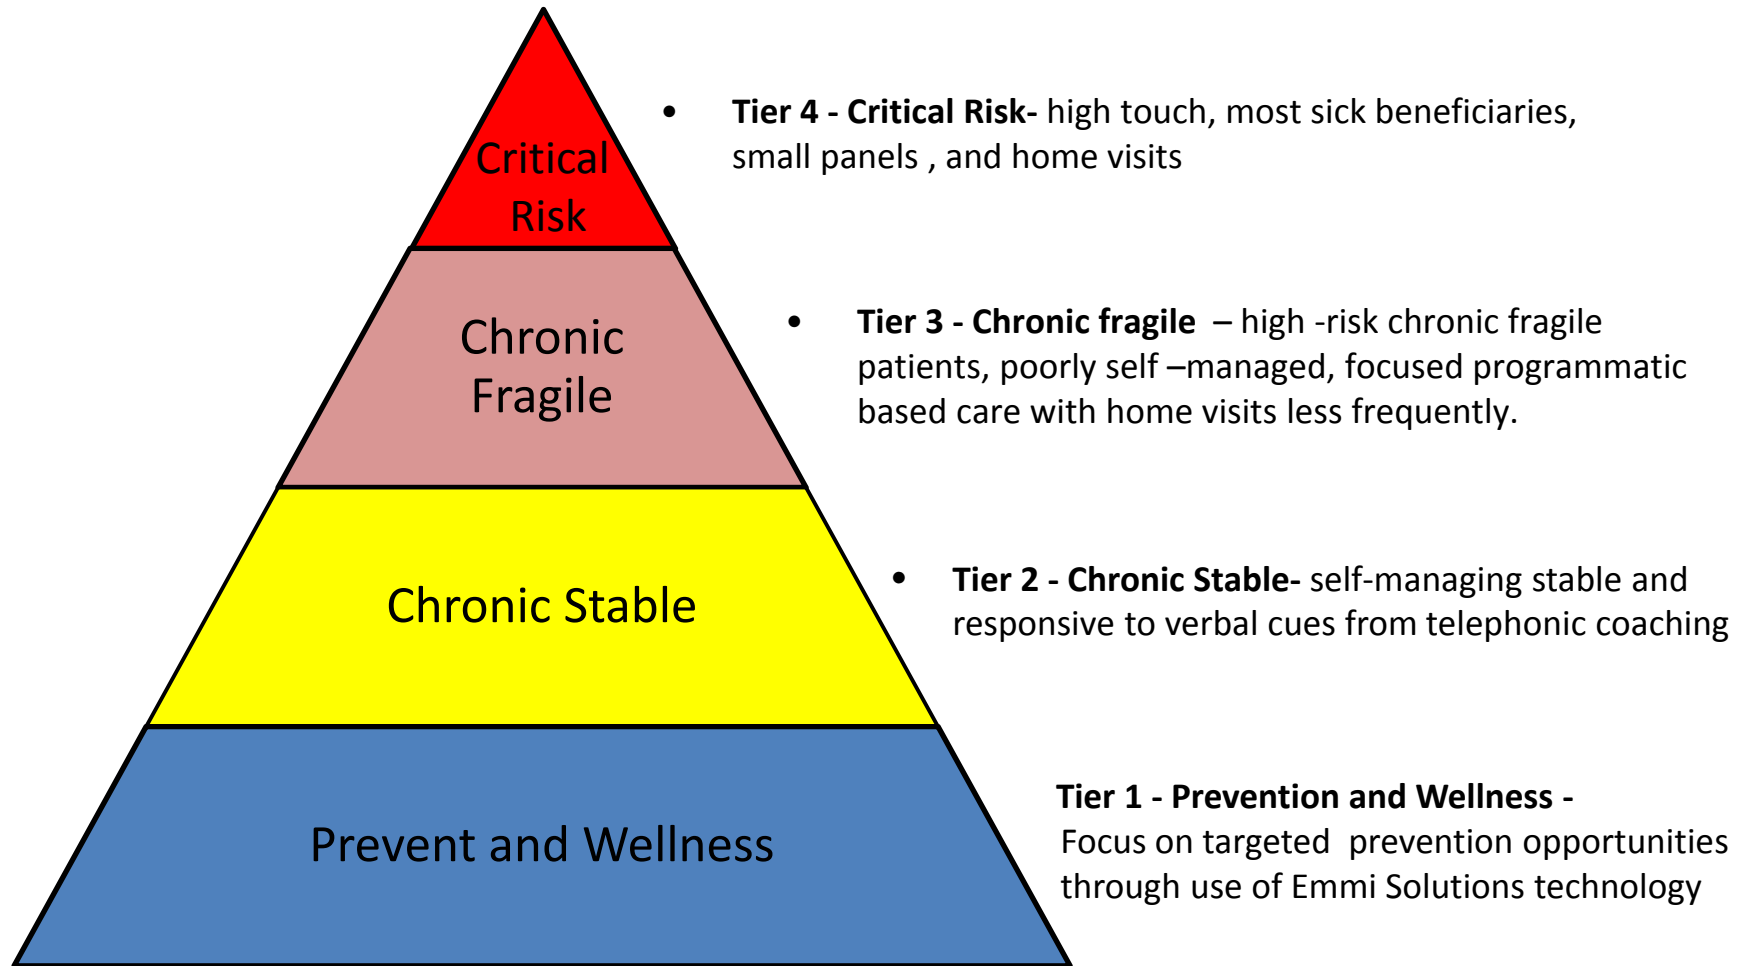 Critical
Risk
• Tier 4 - Critical Risk- high touch, most sick beneficiaries,
small panels , and home visits
Chronic
Fragile
• Tier 3 - Chronic fragile – high -risk chronic fragile
patients, poorly self –managed, focused programmatic
based care with home visits less frequently.
Chronic Stable
• Tier 2 - Chronic Stable- self-managing stable and
responsive to verbal cues from telephonic coaching
Prevent and Wellness
Tier 1 - Prevention and Wellness -
Focus on targeted prevention opportunities
through use of Emmi Solutions technology